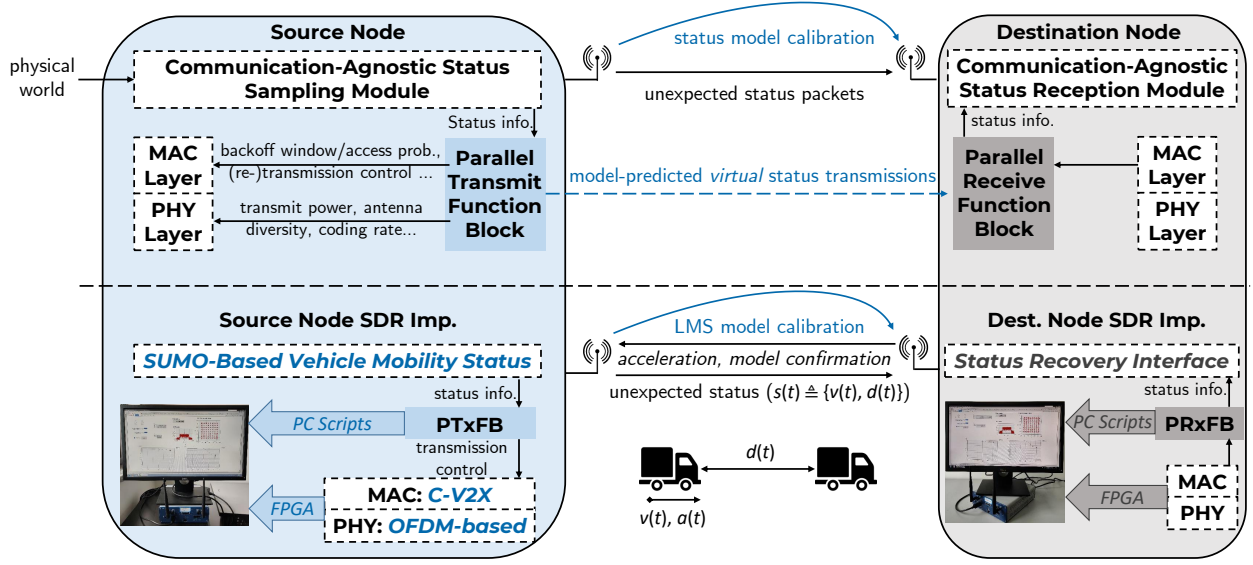 Source Node
physical
world
Communication-Agnostic Status
Sampling Module
Status info.
MAC
Layer
PHY
Layer
backoff window/access prob.,
(re-)transmission control ...
transmit power, antenna
diversity, coding rate...
Parallel
Transmit
Function
Block
status model calibration
unexpected status packets
model-predicted virtual status transmissions
Destination Node
Communication-Agnostic
Status Reception Module
status info.
Parallel
Receive
Function
Block
MAC
Layer
PHY
Layer
Source Node SDR Imp.
SUMO-Based Vehicle Mobility Status
status info.
PC Scripts
PTxFB
transmission
control
FPGA
MAC: C-V2X
PHY: OFDM-based
LMS model calibration
acceleration, model confirmation
unexpected status (s(t) ≜ {v(t), d(t)})
d(t)
v(t), a(t)
Dest. Node SDR Imp.
Status Recovery Interface
status info.
PC Scripts
PRxFB
FPGA
MAC
PHY